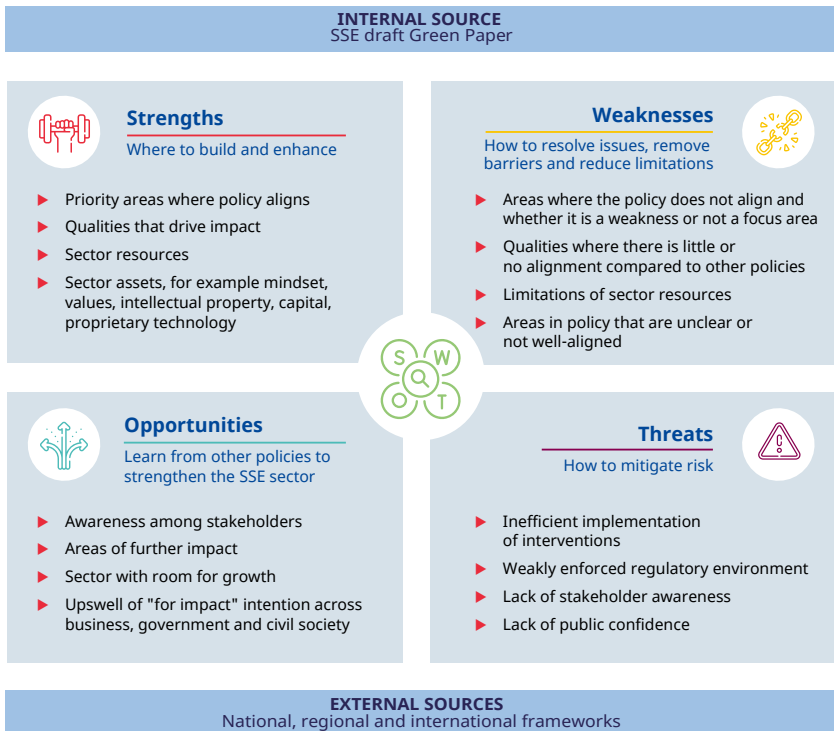 INTERNAL SOURCE
SSE draft Green Paper
Strengths
Where to build and enhance
Priority areas where policy aligns
Qualities that drive impact
Sector resources
Sector assets, for example mindset,
values, intellectual property, capital,
proprietary technology
Weaknesses
How to resolve issues, remove
barriers and reduce limitations
Areas where the policy does not align and
whether it is a weakness or not a focus area
Qualities where there is little or
no alignment compared to other policies
Limitations of sector resources
Areas in policy that are unclear or
not well-aligned
S W
O T
Opportunities
Learn from other policies to
strengthen the SSE sector
Awareness among stakeholders
Areas of further impact
Sector with room for growth
Upswell of "for impact" intention across
business, government and civil society
Threats
How to mitigate risk
Inefficient implementation
of interventions
Weakly enforced regulatory environment
Lack of stakeholder awareness
Lack of public confidence
EXTERNAL SOURCES
National, regional and international frameworks